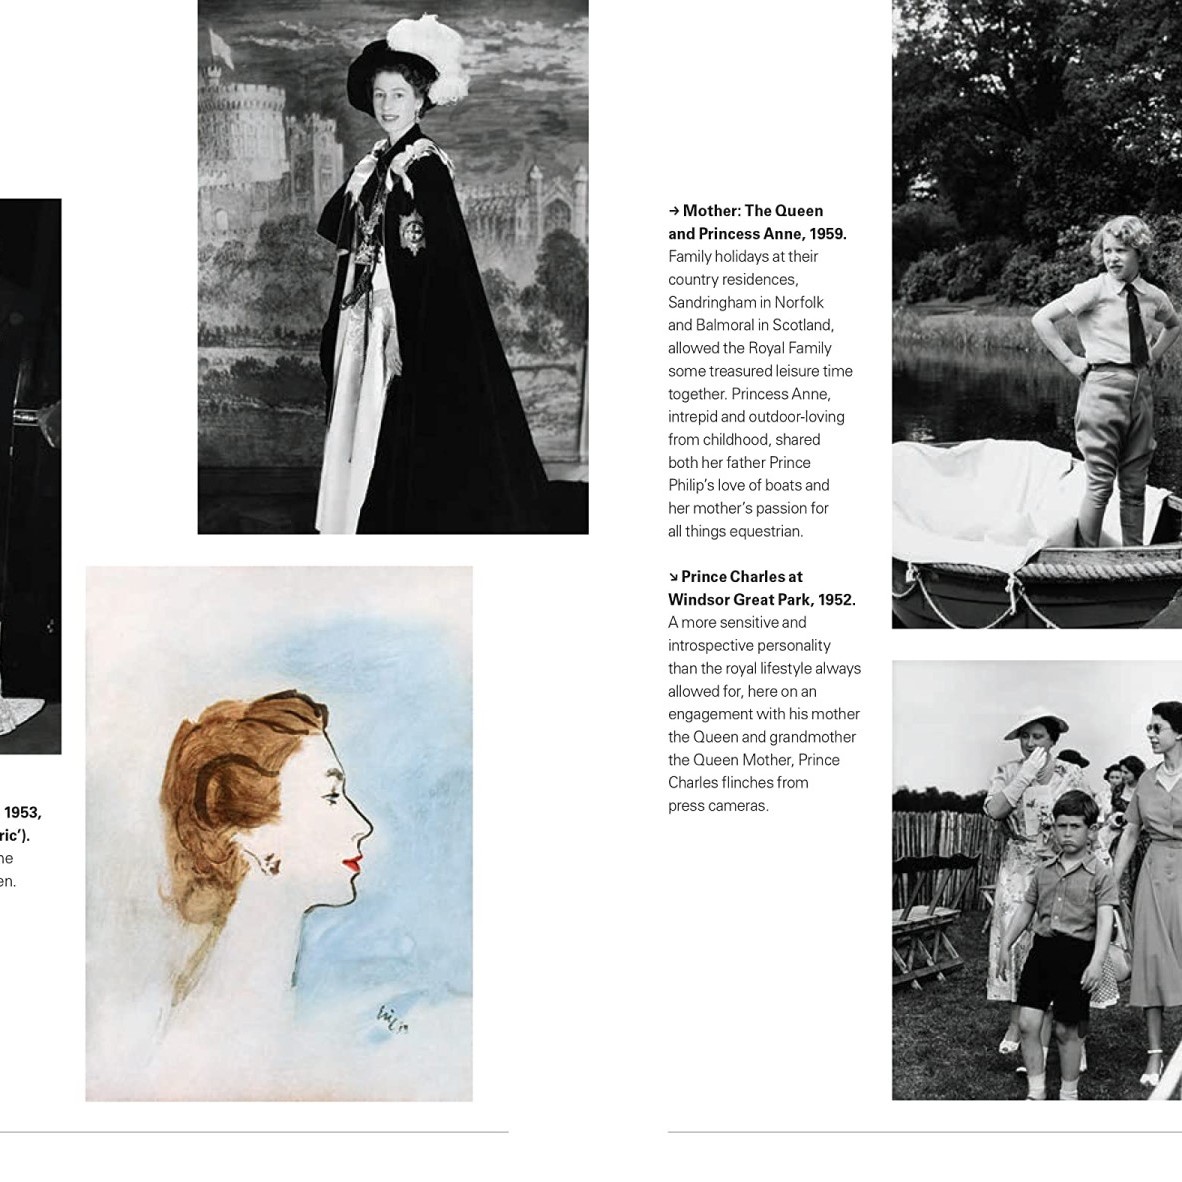 1953,
ric’).
he
en.
Eric
→ Mother: The Queen
and Princess Anne, 1959.
Family holidays at their
country residences,
Sandringham in Norfolk
and Balmoral in Scotland,
allowed the Royal Family
some treasured leisure time
together. Princess Anne,
intrepid and outdoor-loving
from childhood, shared
both her father Prince
Philip’s love of boats and
her mother’s passion for
all things equestrian.
↘ Prince Charles at
Windsor Great Park, 1952.
A more sensitive and
introspective personality
than the royal lifestyle always
allowed for, here on an
engagement with his mother
the Queen and grandmother
the Queen Mother, Prince
Charles flinches from
press cameras.